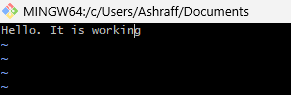 MINGW64:/c/Users/Ashraff/Documents
Hello. It is working
~
~
~
~